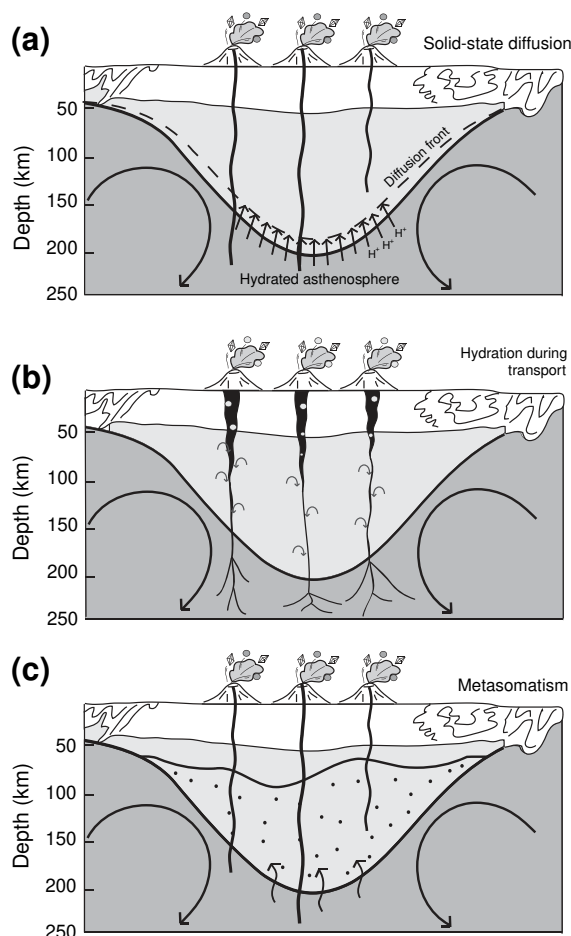 (a)
Solid-state diffusion
50
100
150
200
250
Depth (km)
Diffusion front
H+
H+
H+
Hydrated asthenosphere
(b)
Hydration during
transport
50
100
150
200
250
Depth (km)
(c)
Metasomatism
50
100
150
200
250
Depth (km)